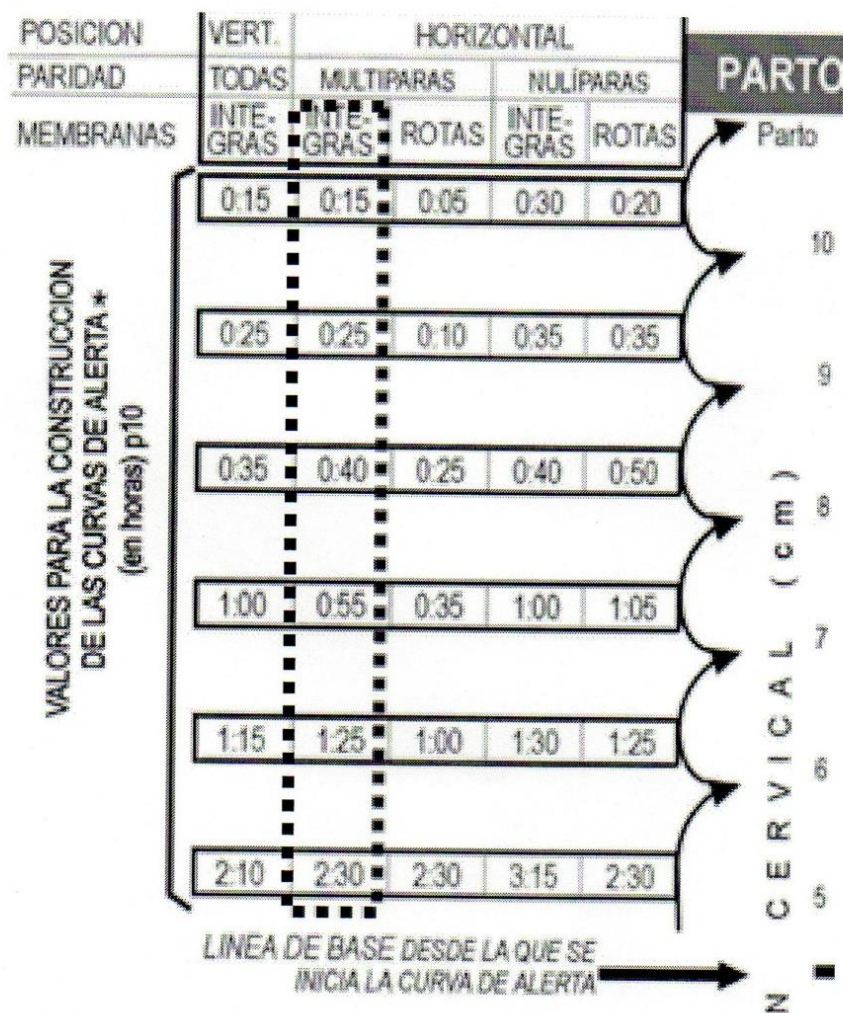 POSICION VERT. HORIZONTAL
PARIDAD TODAS MULTIPARAS NULÍPARAS
MEMBRANAS INTE-GRAS INTE-GRAS ROTAS INTE-GRAS ROTAS
PARTO
Parto
0:15 0:15 0:05 0:30 0:20
10
0:25 0:25 0:10 0:35 0:35
9
0:35 0:40 0:25 0:40 0:50
8
1:00 0:55 0:35 1:00 1:05
7
1:15 1:25 1:00 1:30 1:25
6
2:10 2:30 2:30 3:15 2:30
5
VALORES PARA LA CONSTRUCCION
DE LAS CURVAS DE ALERTA *
(en horas) p10
N CERVICAL (cm)
LINEA DE BASE DESDE LA QUE SE
INICIA LA CURVA DE ALERTA